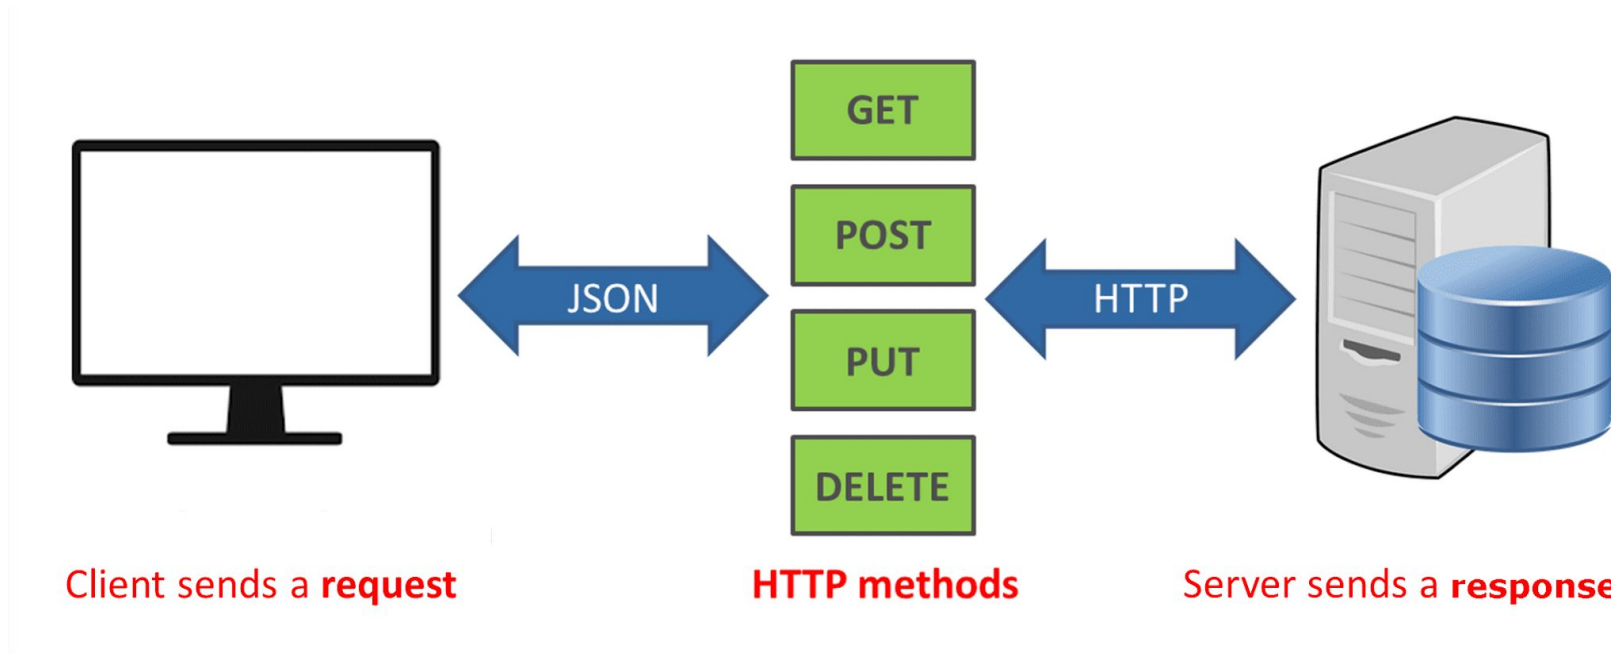 GET
POST
JSON
HTTP
PUT
DELETE
Client sends a request
HTTP methods
Server sends a response